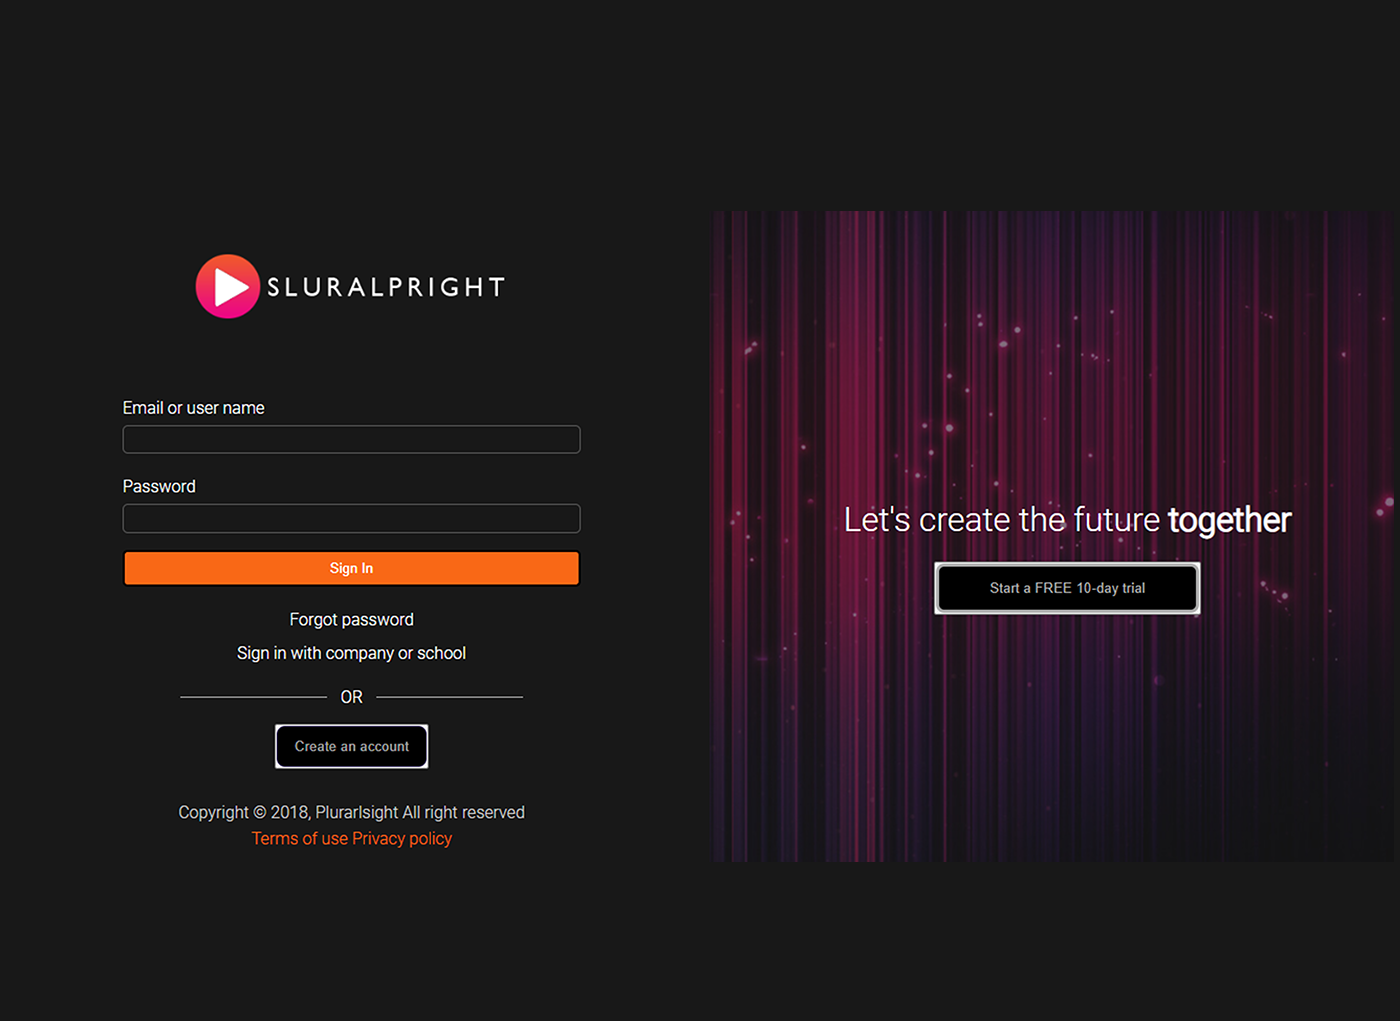 SLURALPRIGHT
Email or user name
Password
Sign In
Forgot password
Sign in with company or school
OR
Create an account
Copyright © 2018, Plurarlsight All right reserved
Terms of use Privacy policy
Let's create the future together
Start a FREE 10-day trial